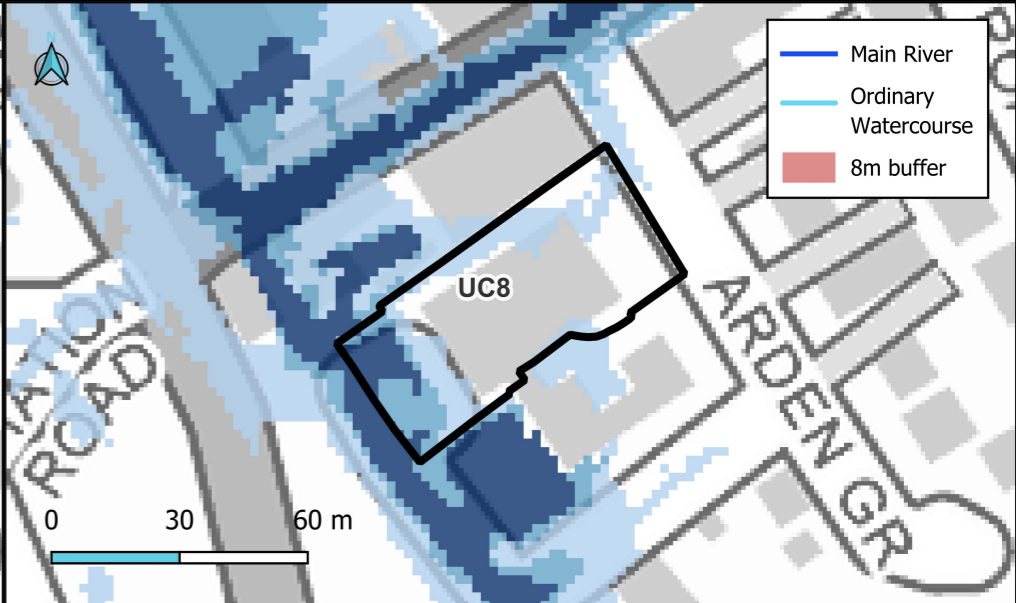 N
Main River
Ordinary
Watercourse
8m buffer
UC8
ARDEN GR
ROAD
0 30 60 m